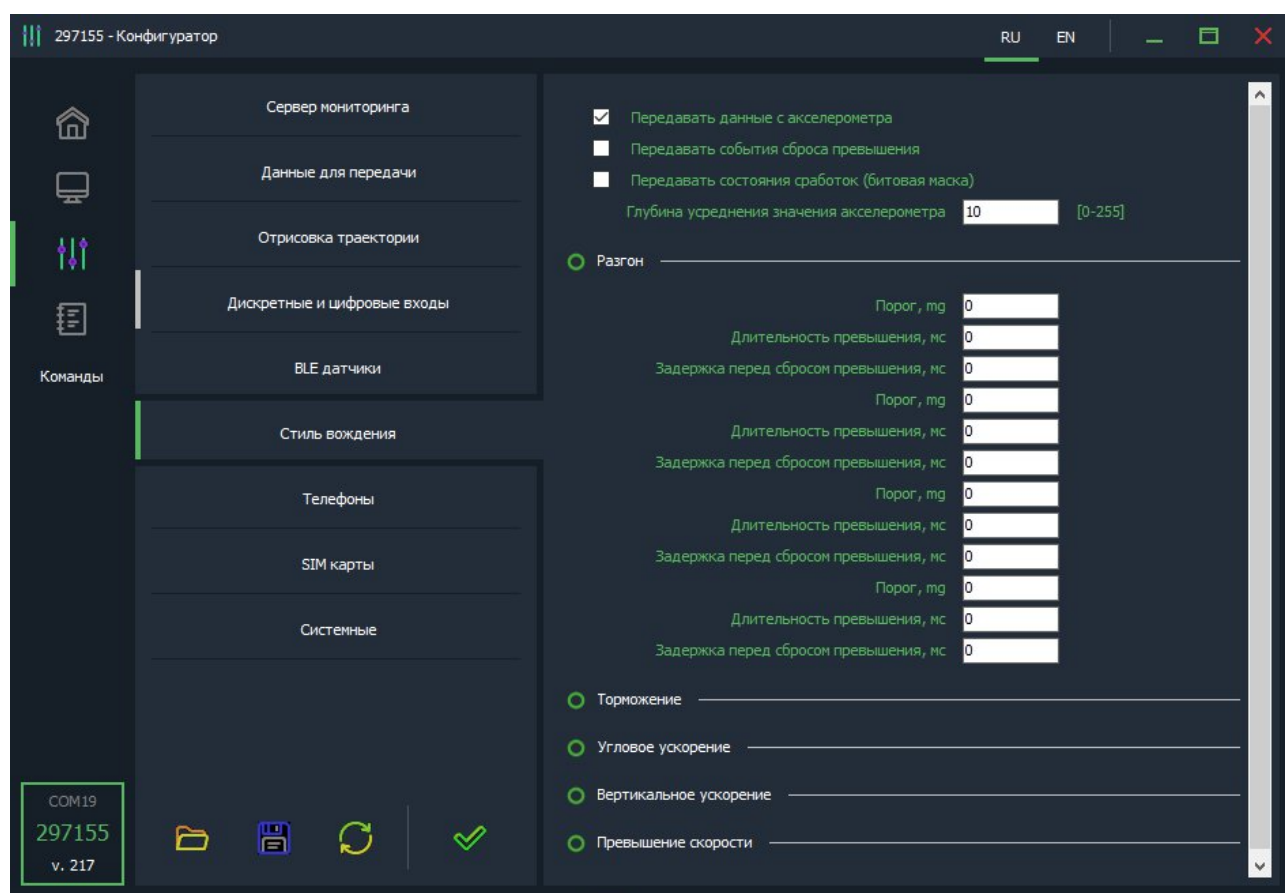 297155 - Конфигуратор
RU EN
Сервер мониторинга
Данные для передачи
Отрисовка траектории
Дискретные и цифровые входы
BLE датчики
Стиль вождения
Телефоны
SIM карты
Системные
Команды
COM19
297155
v. 217
Передавать данные с акселерометра
Передавать события сброса превышения
Передавать состояния сработок (битовая маска)
Глубина усреднения значения акселерометра 10 [0-255]
Разгон
Порог, mg 0
Длительность превышения, мс 0
Задержка перед сбросом превышения, мс 0
Порог, mg 0
Длительность превышения, мс 0
Задержка перед сбросом превышения, мс 0
Порог, mg 0
Длительность превышения, мс 0
Задержка перед сбросом превышения, мс 0
Порог, mg 0
Длительность превышения, мс 0
Задержка перед сбросом превышения, мс 0
Торможение
Угловое ускорение
Вертикальное ускорение
Превышение скорости